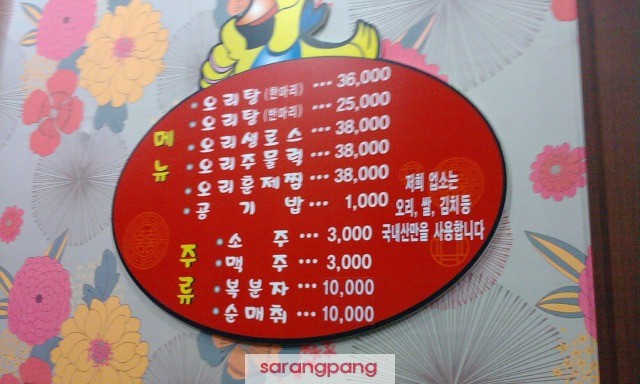 메뉴
오리탕(한마리) ··· 36,000
오리탕(반마리) ··· 25,000
오리생로스 ··· 38,000
오리주물럭 ··· 38,000
오리훈제찜 ··· 38,000
공기밥 ··· 1,000
저희 업소는
오리, 쌀, 김치등
국내산만을 사용합니다
주류
소주 ··· 3,000
맥주 ··· 3,000
복분자 ··· 10,000
순매취 ··· 10,000
sarangpang